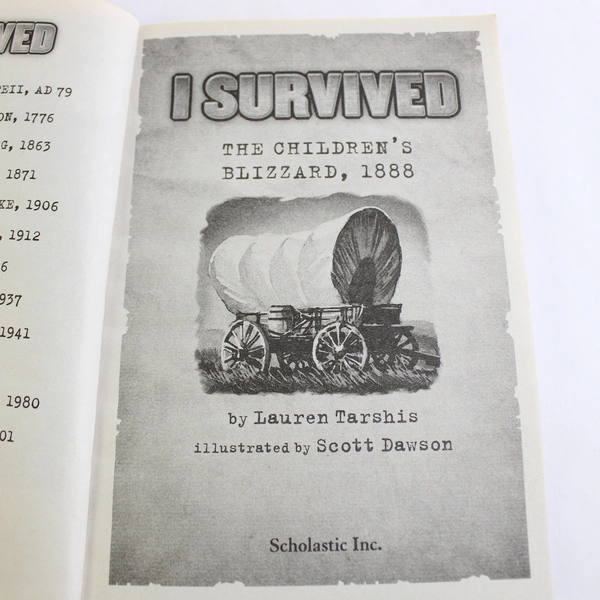 VED
EII, AD 79
ON, 1776
G, 1863
1871
KE, 1906
, 1912
6
937
1941
1980
01
I SURVIVED
THE CHILDREN'S
BLIZZARD, 1888
by Lauren Tarshis
illustrated by Scott Dawson
Scholastic Inc.